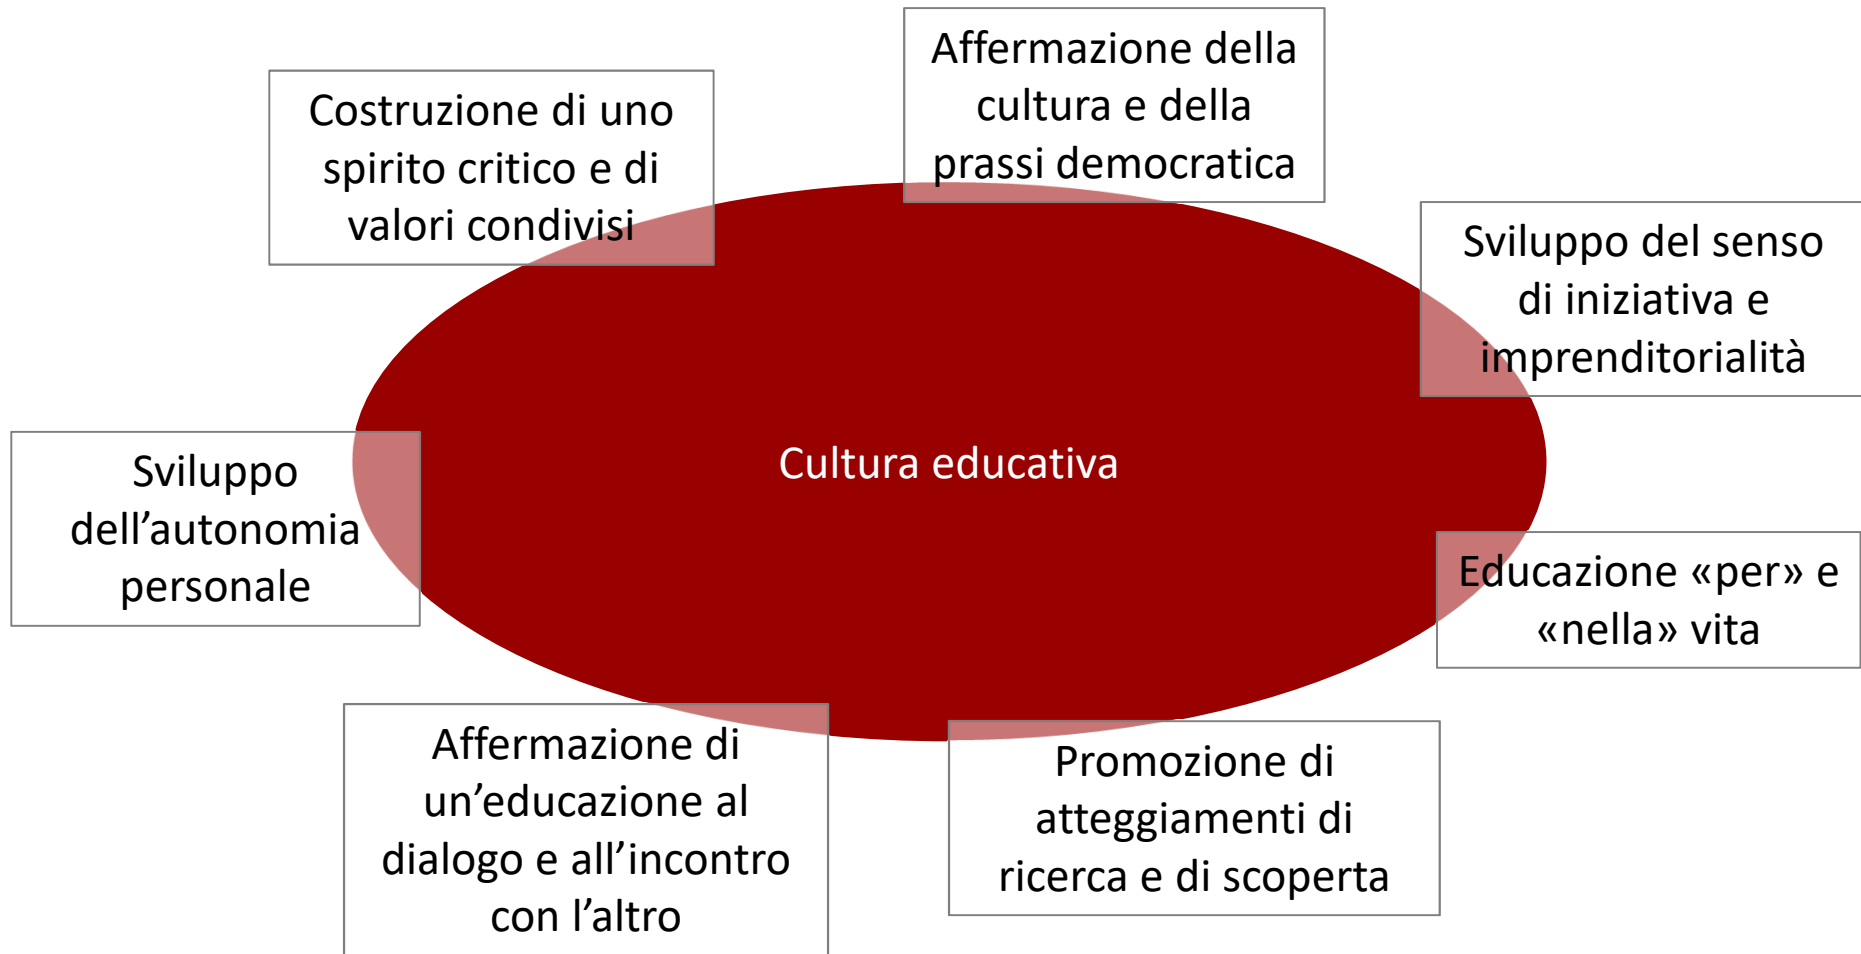 Affermazione della
cultura e della
prassi democratica
Costruzione di uno
spirito critico e di
valori condivisi
Sviluppo del senso
di iniziativa e
imprenditorialità
Sviluppo
dell’autonomia
personale
Cultura educativa
Educazione «per» e
«nella» vita
Affermazione di
un’educazione al
dialogo e all’incontro
con l’altro
Promozione di
atteggiamenti di
ricerca e di scoperta